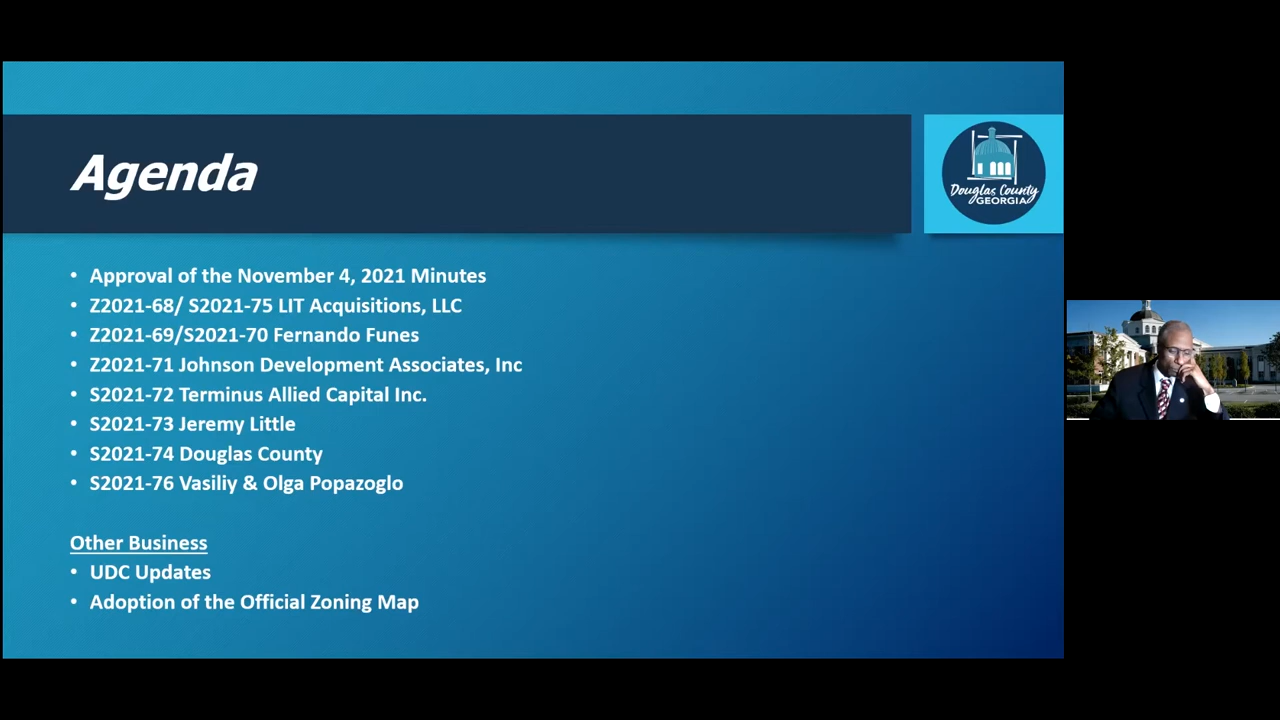 Agenda
Douglas County
GEORGIA
• Approval of the November 4, 2021 Minutes
• Z2021-68/ S2021-75 LIT Acquisitions, LLC
• Z2021-69/S2021-70 Fernando Funes
• Z2021-71 Johnson Development Associates, Inc
• S2021-72 Terminus Allied Capital Inc.
• S2021-73 Jeremy Little
• S2021-74 Douglas County
• S2021-76 Vasiliy & Olga Popazoglo
Other Business
• UDC Updates
• Adoption of the Official Zoning Map